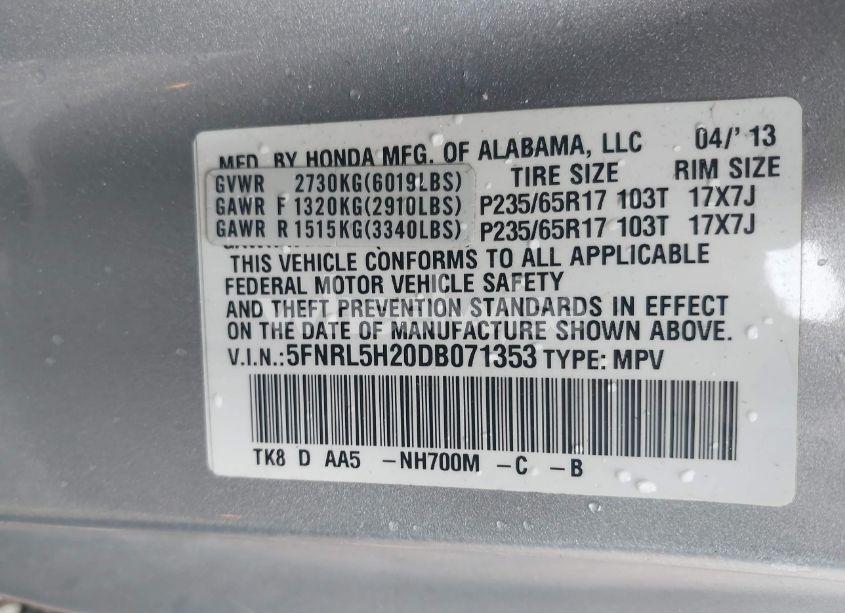 MFD. BY HONDA MFG. OF ALABAMA, LLC 04/'13
GVWR 2730KG(6019LBS) TIRE SIZE RIM SIZE
GAWR F 1320KG(2910LBS) P235/65R17 103T 17X7J
GAWR R 1515KG(3340LBS) P235/65R17 103T 17X7J
THIS VEHICLE CONFORMS TO ALL APPLICABLE
FEDERAL MOTOR VEHICLE SAFETY
AND THEFT PREVENTION STANDARDS IN EFFECT
ON THE DATE OF MANUFACTURE SHOWN ABOVE.
V.I.N.:5FNRL5H20DB071353 TYPE: MPV
TK8 D AA5 -NH700M -C -B